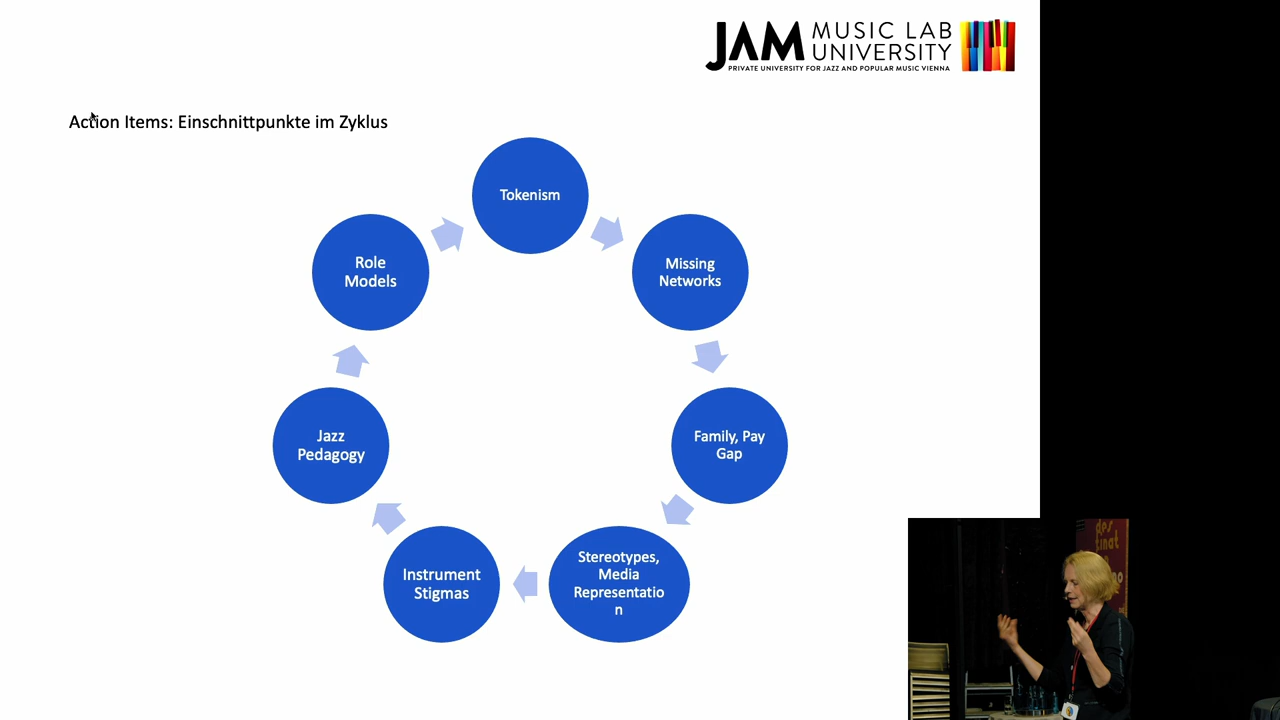 JAM MUSIC LAB
UNIVERSITY
PRIVATE UNIVERSITY FOR JAZZ AND POPULAR MUSIC VIENNA
Action Items: Einschnittpunkte im Zyklus
Tokenism
Missing
Networks
Family, Pay
Gap
Stereotypes,
Media
Representatio
n
Instrument
Stigmas
Jazz
Pedagogy
Role
Models
des